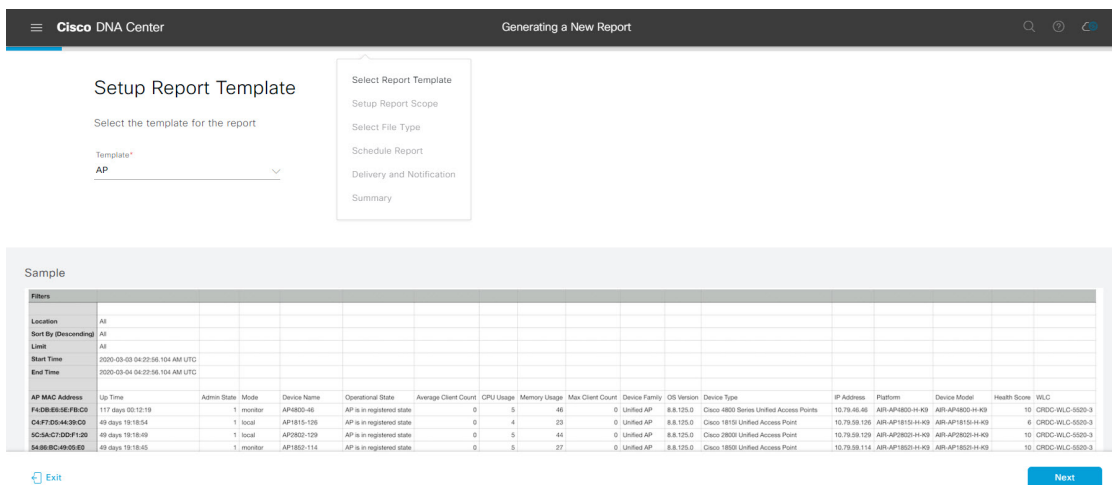 Cisco DNA Center
Generating a New Report
Setup Report Template
Select the template for the report
Template*
AP
Select Report Template
Setup Report Scope
Select File Type
Schedule Report
Delivery and Notification
Summary
Sample
Filters
Location All
Sort By (Descending) All
Limit All
Start Time 2020-03-03 04:22:56.104 AM UTC
End Time 2020-03-04 04:22:56.104 AM UTC
AP MAC Address Up Time Admin State Mode Device Name Operational State Average Client Count CPU Usage Memory Usage Max Client Count Device Family OS Version Device Type IP Address Platform Device Model Health Score WLC
F4:DB:E6:5E:FB:C0 117 days 00:12:19 1 monitor AP4800-46 AP is in registered state 0 5 46 0 Unified AP 8.8.125.0 Cisco 4800 Series Unified Access Points 10.79.46.46 AIR-AP4800-H-K9 AIR-AP4800-H-K9 10 CRDC-WLC-5520-3
C4:F7:D5:44:39:C0 49 days 19:18:54 1 local AP1815-126 AP is in registered state 0 4 23 0 Unified AP 8.8.125.0 Cisco 1815I Unified Access Point 10.79.59.126 AIR-AP1815I-H-K9 AIR-AP1815I-H-K9 6 CRDC-WLC-5520-3
5C:5A:C7:DD:F1:20 49 days 19:18:49 1 local AP2802-129 AP is in registered state 0 5 44 0 Unified AP 8.8.125.0 Cisco 2800I Unified Access Point 10.79.59.129 AIR-AP2802I-H-K9 AIR-AP2802I-H-K9 10 CRDC-WLC-5520-3
54:86:BC:49:05:E0 49 days 19:18:45 1 monitor AP1852-114 AP is in registered state 0 5 27 0 Unified AP 8.8.125.0 Cisco 1850I Unified Access Point 10.79.59.114 AIR-AP1852I-H-K9 AIR-AP1852I-H-K9 10 CRDC-WLC-5520-3
Exit
Next